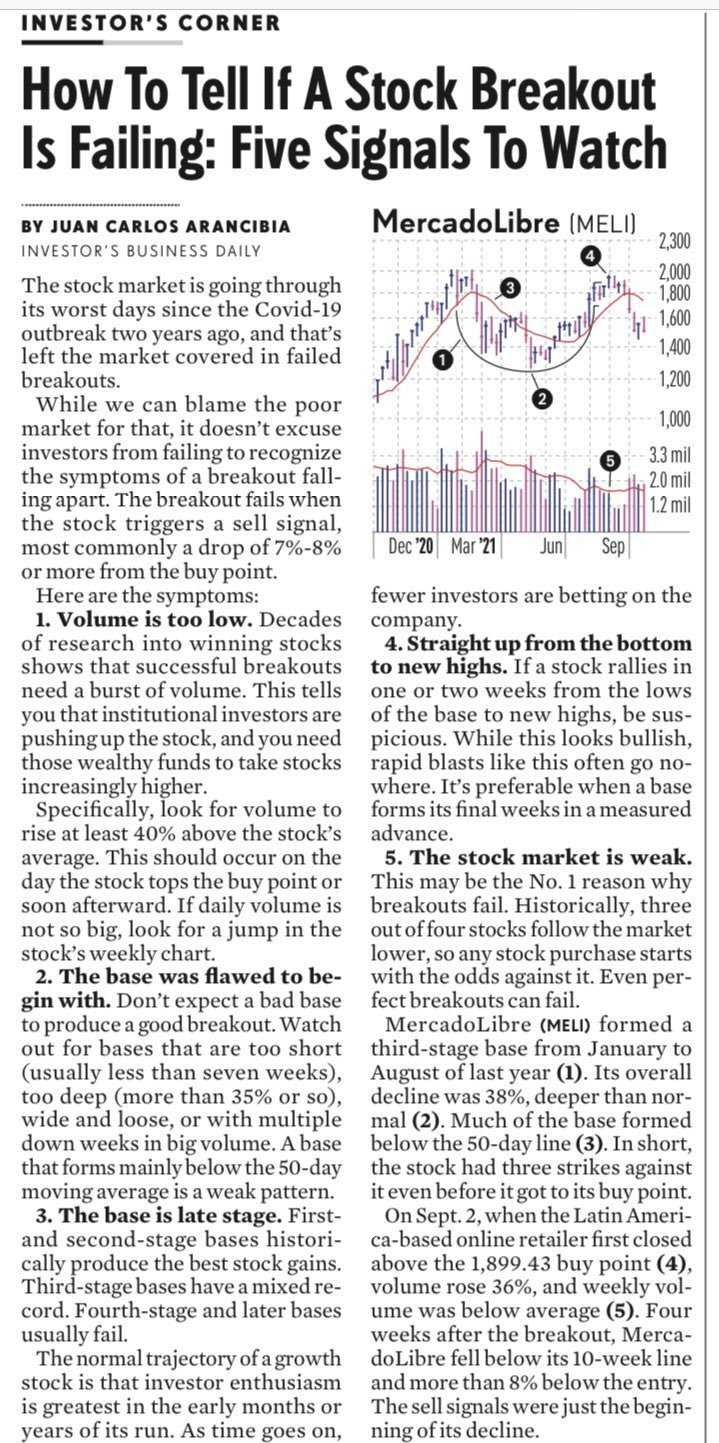 INVESTOR'S CORNER
How To Tell If A Stock Breakout
Is Failing: Five Signals To Watch
BY JUAN CARLOS ARANCIBIA
INVESTOR'S BUSINESS DAILY
The stock market is going through
its worst days since the Covid-19
outbreak two years ago, and that's
left the market covered in failed
breakouts.
While we can blame the poor
market for that, it doesn't excuse
investors from failing to recognize
the symptoms of a breakout fall-
ing apart. The breakout fails when
the stock triggers a sell signal,
most commonly a drop of 7%-8%
or more from the buy point.
Here are the symptoms:
1. Volume is too low. Decades
of research into winning stocks
shows that successful breakouts
need a burst of volume. This tells
you that institutional investors are
pushing up the stock, and you need
those wealthy funds to take stocks
increasingly higher.
Specifically, look for volume to
rise at least 40% above the stock's
average. This should occur on the
day the stock tops the buy point or
soon afterward. If daily volume is
not so big, look for a jump in the
stock's weekly chart.
2. The base was flawed to be-
gin with. Don't expect a bad base
to produce a good breakout. Watch
out for bases that are too short
(usually less than seven weeks),
too deep (more than 35% or so),
wide and loose, or with multiple
down weeks in big volume. A base
that forms mainly below the 50-day
moving average is a weak pattern.
3. The base is late stage. First-
and second-stage bases histori-
cally produce the best stock gains.
Third-stage bases have a mixed re-
cord. Fourth-stage and later bases
usually fail.
The normal trajectory of a growth
stock is that investor enthusiasm
is greatest in the early months or
years of its run. As time goes on,
MercadoLibre (MELI)
2,300
2,000
1,800
1,600
1,400
1,200
1,000
3.3 mil
2.0 mil
1.2 mil
1
2
3
4
5
Dec '20 Mar '21 Jun Sep
fewer investors are betting on the
company.
4. Straight up from the bottom
to new highs. If a stock rallies in
one or two weeks from the lows
of the base to new highs, be sus-
picious. While this looks bullish,
rapid blasts like this often go no-
where. It's preferable when a base
forms its final weeks in a measured
advance.
5. The stock market is weak.
This may be the No. 1 reason why
breakouts fail. Historically, three
out of four stocks follow the market
lower, so any stock purchase starts
with the odds against it. Even per-
fect breakouts can fail.
MercadoLibre (MELI) formed a
third-stage base from January to
August of last year (1). Its overall
decline was 38%, deeper than nor-
mal (2). Much of the base formed
below the 50-day line (3). In short,
the stock had three strikes against
it even before it got to its buy point.
On Sept. 2, when the Latin Ameri-
ca-based online retailer first closed
above the 1,899.43 buy point (4),
volume rose 36%, and weekly vol-
ume was below average (5). Four
weeks after the breakout, Merca-
doLibre fell below its 10-week line
and more than 8% below the entry.
The sell signals were just the begin-
ning of its decline.